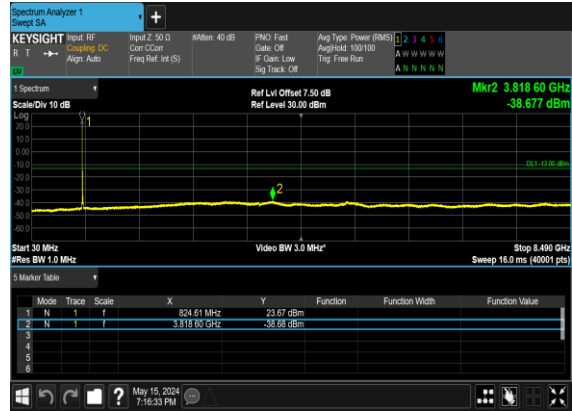 Spectrum Analyzer 1
Swept SA
+
KEYSIGHT Input: RF Input Z: 50 Ω #Atten: 40 dB PNO: Fast Avg Type: Power (RMS) 1 2 3 4 5 6
R T Coupling: DC Corr CCorr Gate: Off Avg|Hold: 100/100 A W W W W W
Align: Auto Freq Ref: Int (S) IF Gain: Low Trig: Free Run
Sig Track: Off A N N N N N
1 Spectrum Ref Lvl Offset 7.50 dB Mkr2 3.818 60 GHz
Scale/Div 10 dB Ref Level 30.00 dBm -38.677 dBm
Log
20.0
10.0
0.00
-10.0
-20.0
-30.0
-40.0
-50.0
-60.0
1
DL1 -13.00 dBm
2
Start 30 MHz Video BW 3.0 MHz* Stop 8.490 GHz
#Res BW 1.0 MHz Sweep 16.0 ms (40001 pts)
5 Marker Table
Mode Trace Scale X Y Function Function Width Function Value
1 N 1 f 824.61 MHz 23.67 dBm
2 N 1 f 3.818 60 GHz -38.68 dBm
3
4
5
6
? May 15, 2024
7:16:33 PM